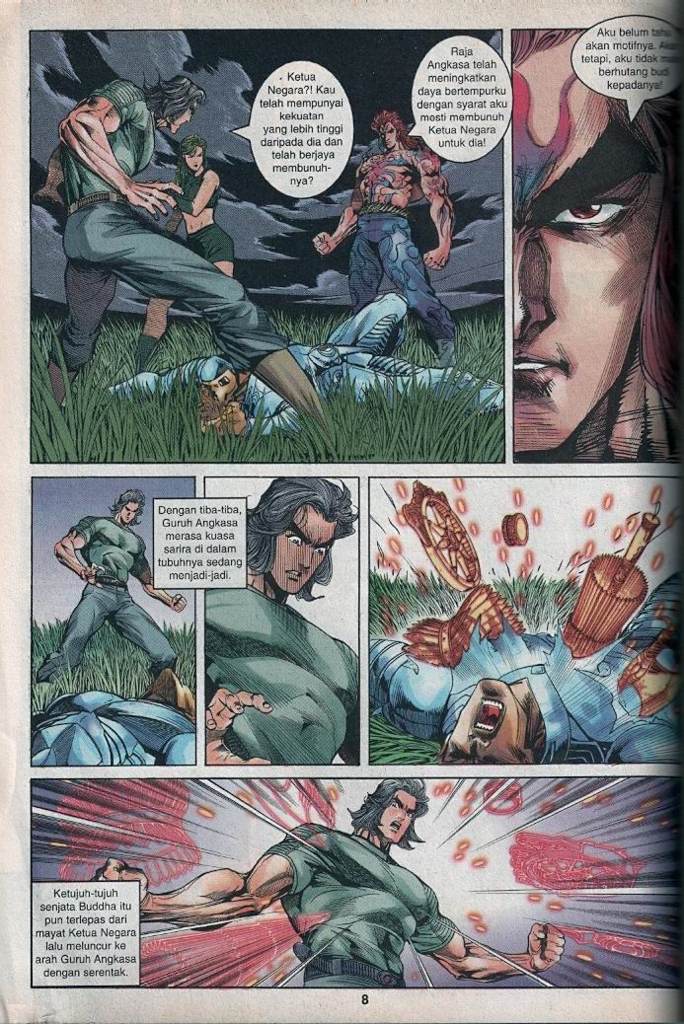 Ketua
Negara?! Kau
telah mempunyai
kekuatan
yang lebih tinggi
daripada dia dan
telah berjaya
membunuh-
nya?
Raja
Angkasa telah
meningkatkan
daya bertempurku
dengan syarat aku
mesti membunuh
Ketua Negara
untuk dia!
Aku belum
akan motifnya.
tetapi, aku tidak
berhutang budi
kepadanya!
Dengan tiba-tiba,
Guruh Angkasa
merasa kuasa
sarira di dalam
tubuhnya sedang
menjadi-jadi.
Ketujuh-tujuh
senjata Buddha itu
pun terlepas dari
mayat Ketua Negara
lalu meluncur ke
arah Guruh Angkasa
dengan serentak.
8